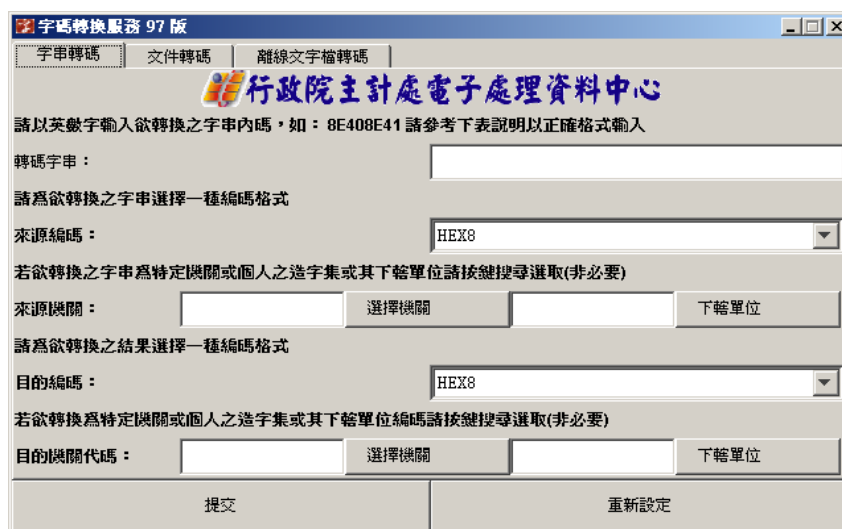 字碼轉換服務 97 版
字串轉碼 文件轉碼 離線文字檔轉碼
行政院主計處電子處理資料中心
請以英數字輸入欲轉換之字串內碼，如：8E408E41 請參考下表說明以正確格式輸入
轉碼字串：
請為欲轉換之字串選擇一種編碼格式
來源編碼： HEX8
若欲轉換之字串為特定機關或個人之造字集或其下轄單位請按鍵搜尋選取(非必要)
來源機關： 選擇機關 下轄單位
請為欲轉換之結果選擇一種編碼格式
目的編碼： HEX8
若欲轉換為特定機關或個人之造字集或其下轄單位編碼請按鍵搜尋選取(非必要)
目的機關代碼： 選擇機關 下轄單位
提交 重新設定